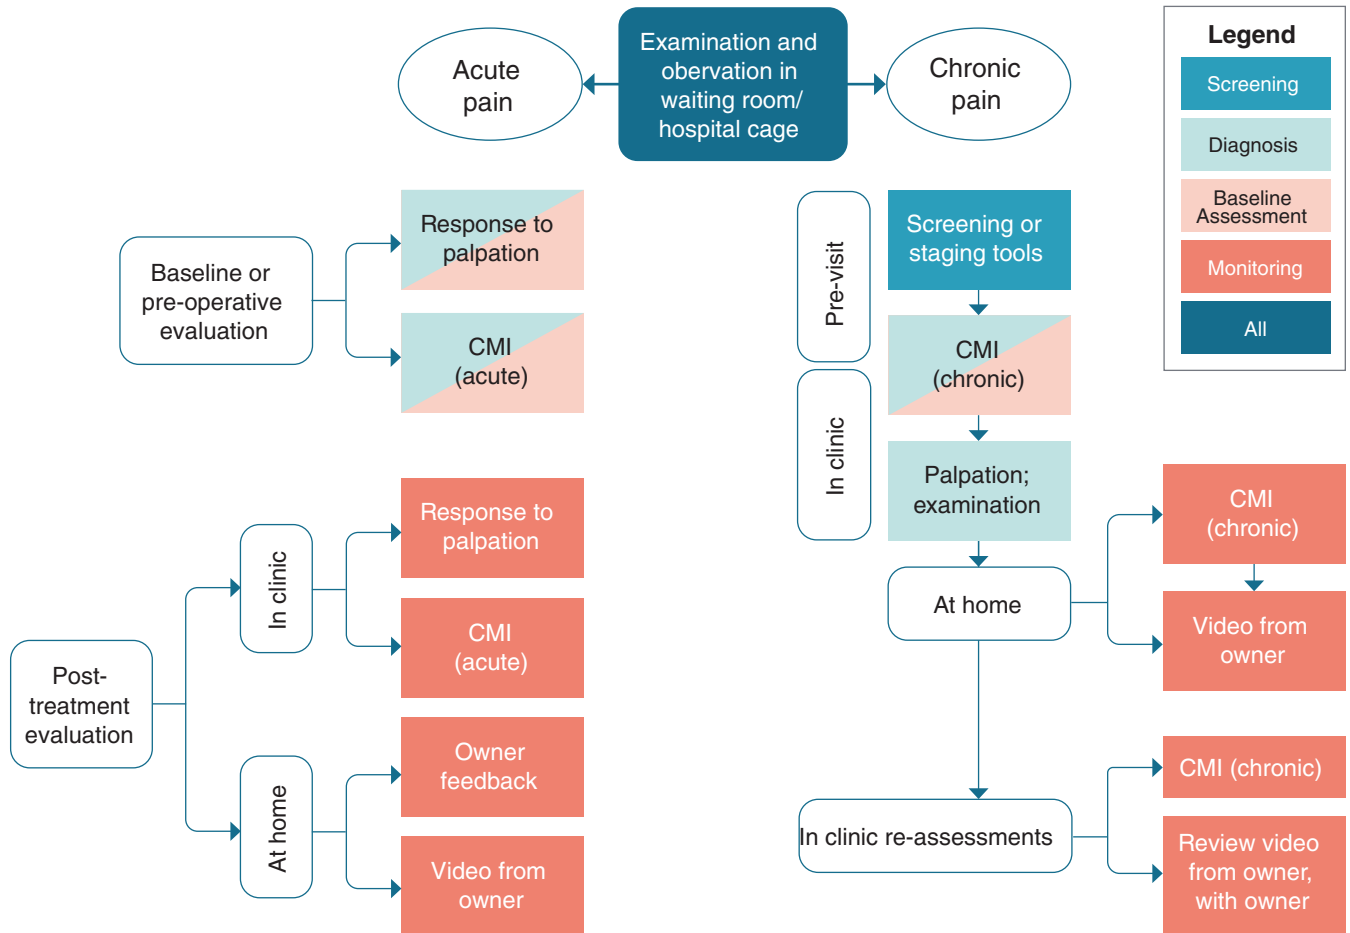 Acute
pain
Examination and
obervation in
waiting room/
hospital cage
Chronic
pain
Legend
Screening
Diagnosis
Baseline
Assessment
Monitoring
All
Baseline or
pre-operative
evaluation
Response to
palpation
CMI
(acute)
Post-
treatment
evaluation
In clinic
Response to
palpation
CMI
(acute)
At home
Owner
feedback
Video from
owner
Pre-visit
Screening or
staging tools
CMI
(chronic)
In clinic
Palpation;
examination
At home
CMI
(chronic)
Video from
owner
In clinic re-assessments
CMI (chronic)
Review video
from owner,
with owner